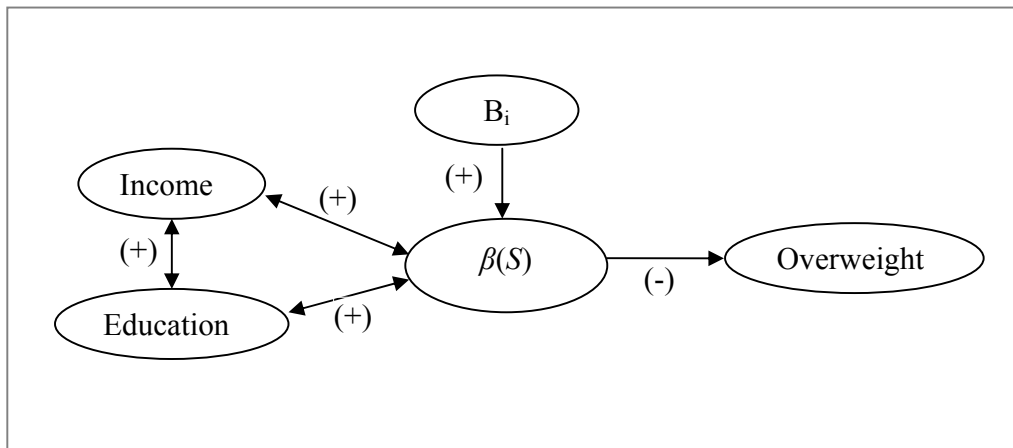 Bᵢ
Income
(+)
(+)
(+)
β(S)
Overweight
(-)
Education
(+)